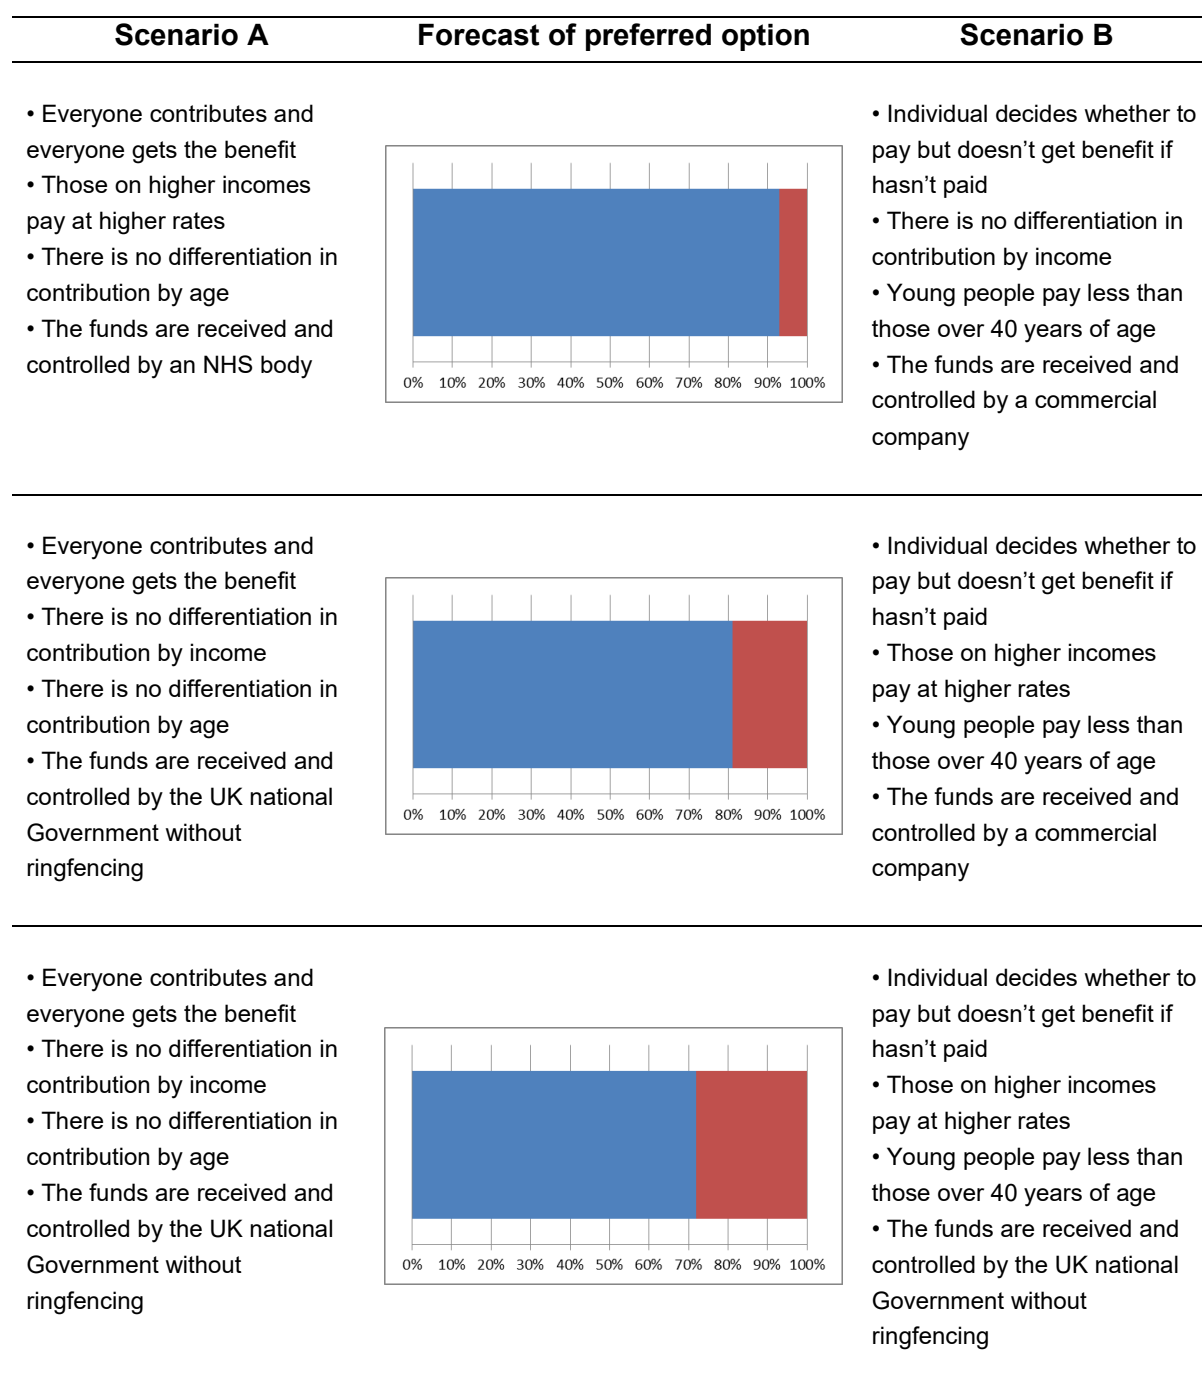 Scenario A
Forecast of preferred option
Scenario B
• Everyone contributes and
everyone gets the benefit
• Those on higher incomes
pay at higher rates
• There is no differentiation in
contribution by age
• The funds are received and
controlled by an NHS body
0% 10% 20% 30% 40% 50% 60% 70% 80% 90% 100%
• Individual decides whether to
pay but doesn’t get benefit if
hasn’t paid
• There is no differentiation in
contribution by income
• Young people pay less than
those over 40 years of age
• The funds are received and
controlled by a commercial
company
• Everyone contributes and
everyone gets the benefit
• There is no differentiation in
contribution by income
• There is no differentiation in
contribution by age
• The funds are received and
controlled by the UK national
Government without
ringfencing
0% 10% 20% 30% 40% 50% 60% 70% 80% 90% 100%
• Individual decides whether to
pay but doesn’t get benefit if
hasn’t paid
• Those on higher incomes
pay at higher rates
• Young people pay less than
those over 40 years of age
• The funds are received and
controlled by a commercial
company
• Everyone contributes and
everyone gets the benefit
• There is no differentiation in
contribution by income
• There is no differentiation in
contribution by age
• The funds are received and
controlled by the UK national
Government without
ringfencing
0% 10% 20% 30% 40% 50% 60% 70% 80% 90% 100%
• Individual decides whether to
pay but doesn’t get benefit if
hasn’t paid
• Those on higher incomes
pay at higher rates
• Young people pay less than
those over 40 years of age
• The funds are received and
controlled by the UK national
Government without
ringfencing